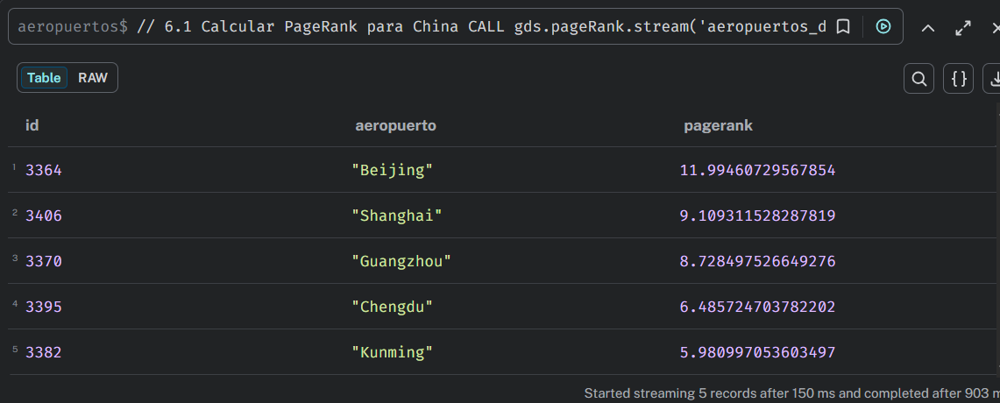 aeropuertos$ // 6.1 Calcular PageRank para China CALL gds.pageRank.stream('aeropuertos_d
Table RAW
id aeropuerto pagerank
1 3364 "Beijing" 11.99460729567854
2 3406 "Shanghai" 9.109311528287819
3 3370 "Guangzhou" 8.728497526649276
4 3395 "Chengdu" 6.485724703782202
5 3382 "Kunming" 5.980997053603497
Started streaming 5 records after 150 ms and completed after 903 m